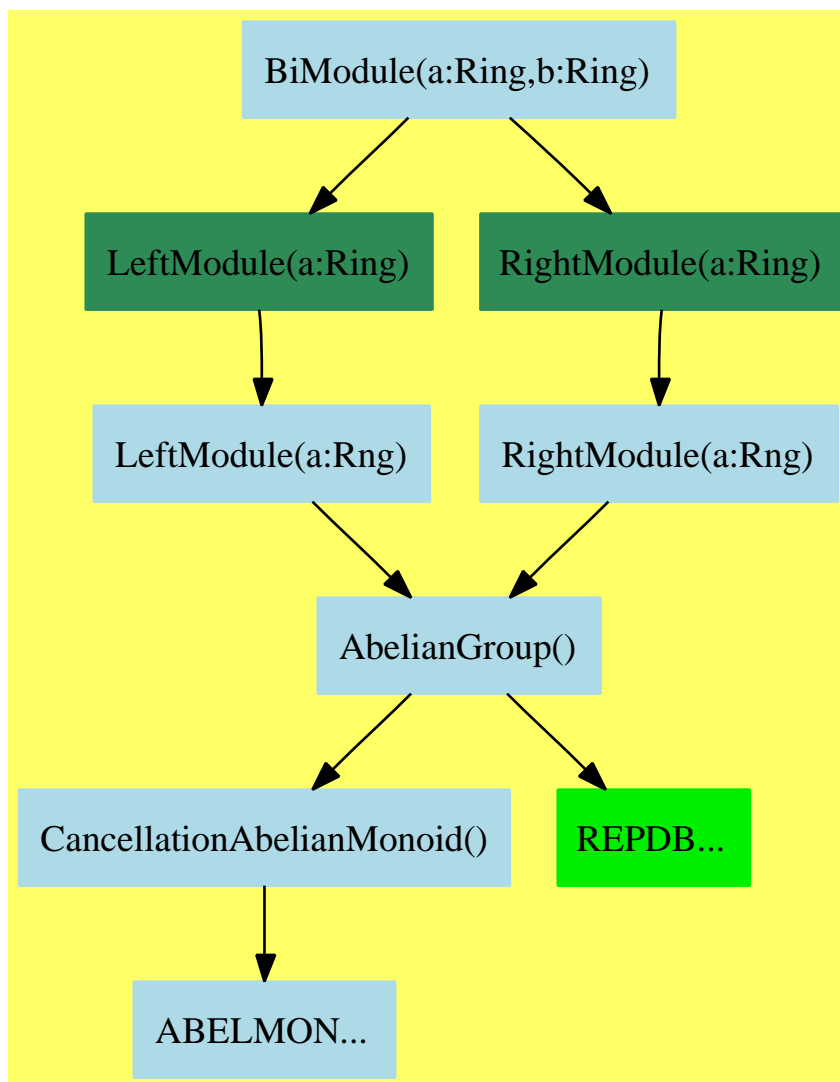 BiModule(a:Ring,b:Ring)
LeftModule(a:Ring)
RightModule(a:Ring)
LeftModule(a:Rng)
RightModule(a:Rng)
AbelianGroup()
CancellationAbelianMonoid()
REPDB...
ABELMON...